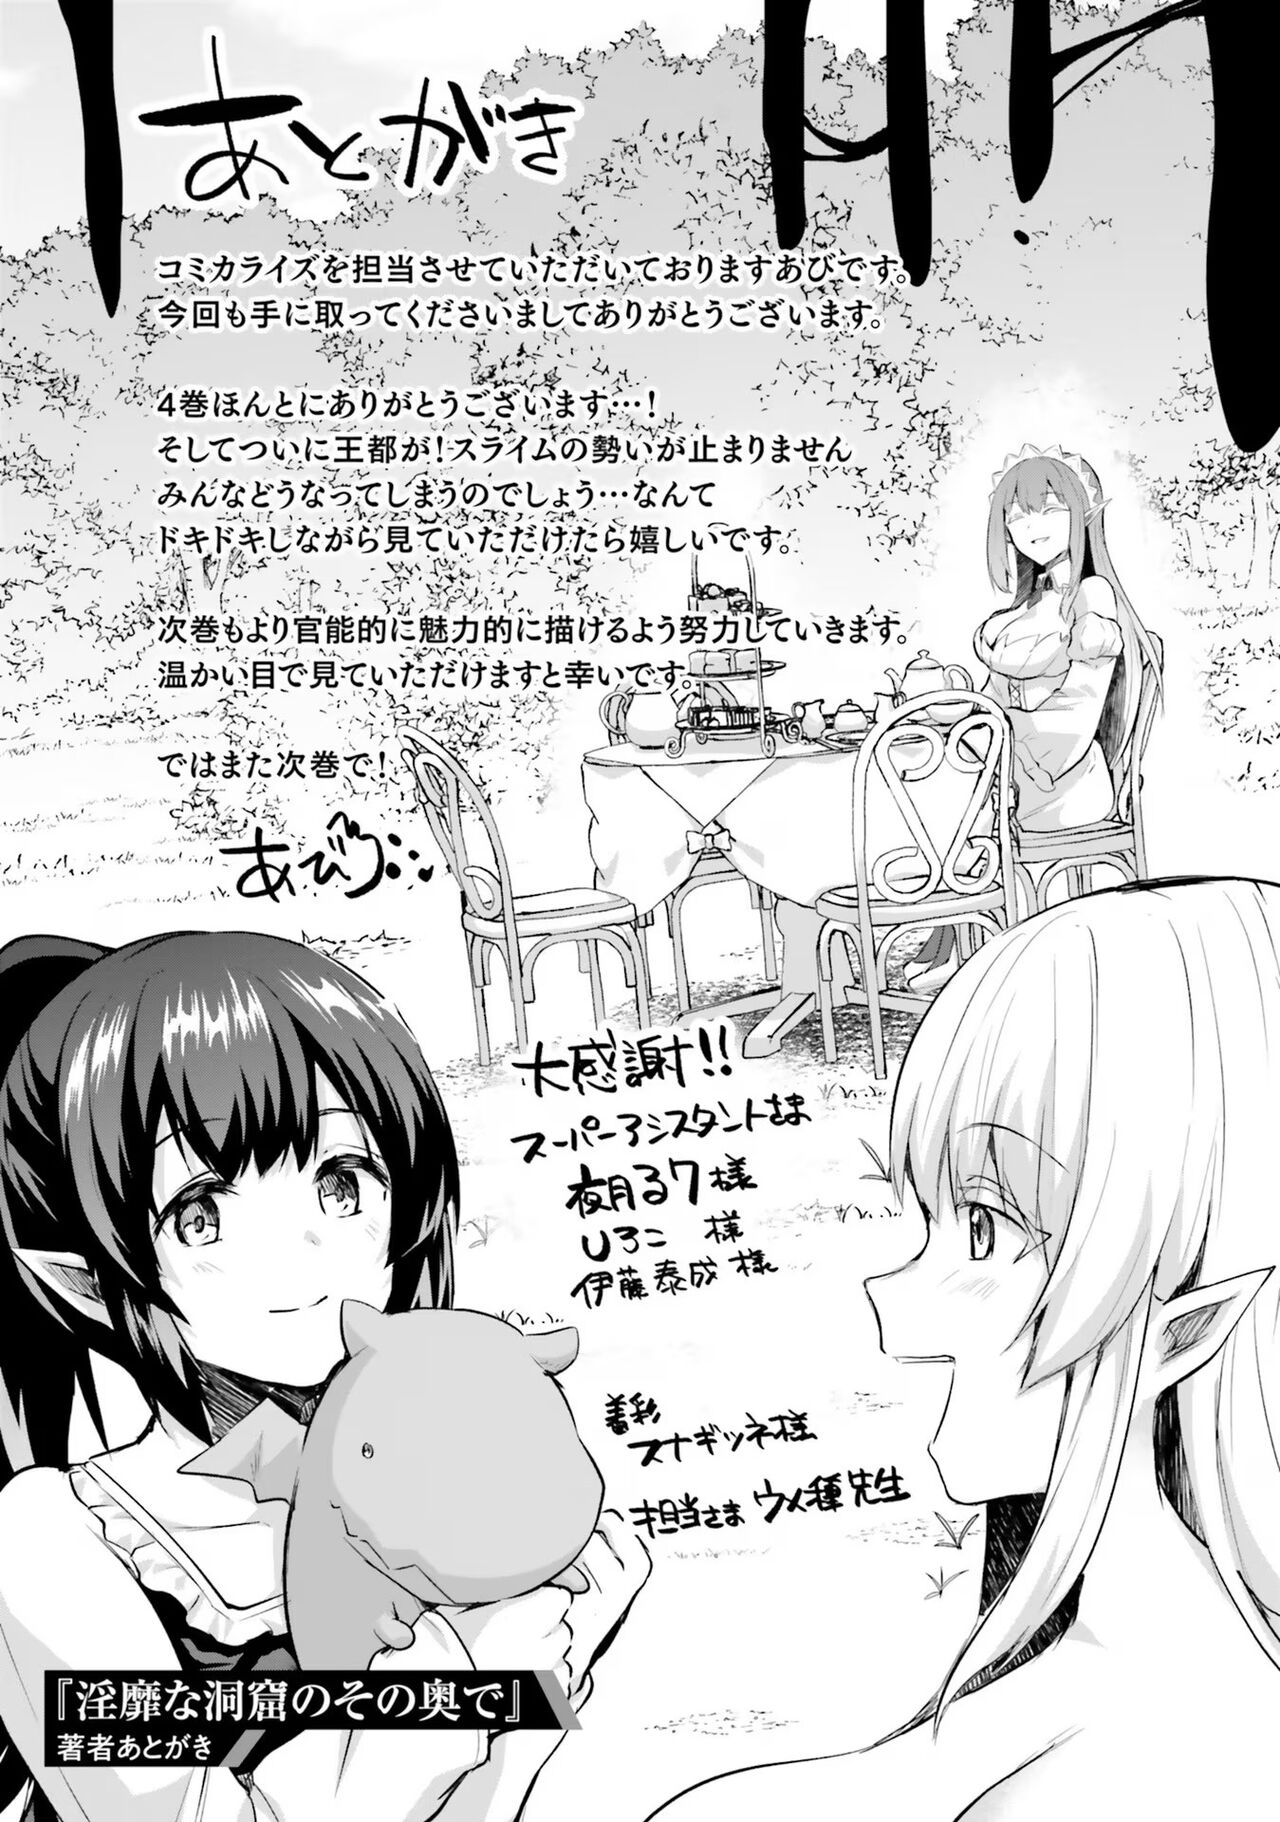 あとがき
コミカライズを担当させていただいておりますあびです。
今回も手に取ってくださいましてありがとうございます。
4巻ほんとにありがとうございます…！
そしてついに王都が！スライムの勢いが止まりません
みんなどうなってしまうのでしょう…なんて
ドキドキしながら見ていただけたら嬉しいです。
次巻もより官能的に魅力的に描けるよう努力していきます。
温かい目で見ていただけますと幸いです。
ではまた次巻で！
大感謝!!
スーパーアシスタントさま
夜月るワ様
しろこ 様
伊藤泰成様
着彩
スナギツネ様
担当さま ウメ種先生
『淫靡な洞窟のその奥で』
著者あとがき